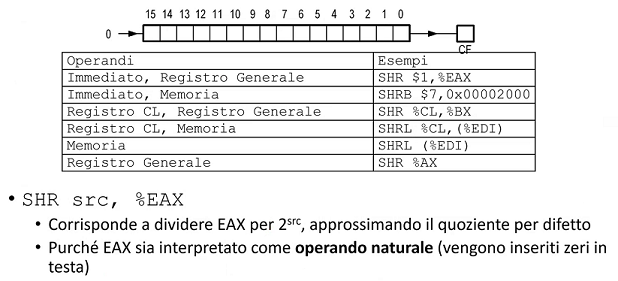 15 14 13 12 11 10 9 8 7 6 5 4 3 2 1 0
0
CF
Operandi Esempi
Immediato, Registro Generale SHR $1,%EAX
Immediato, Memoria SHRB $7,0x00002000
Registro CL, Registro Generale SHR %CL,%BX
Registro CL, Memoria SHRL %CL,(%EDI)
Memoria SHRL (%EDI)
Registro Generale SHR %AX
• SHR src, %EAX
• Corrisponde a dividere EAX per 2ˢʳᶜ, approssimando il quoziente per difetto
• Purché EAX sia interpretato come operando naturale (vengono inseriti zeri in
testa)